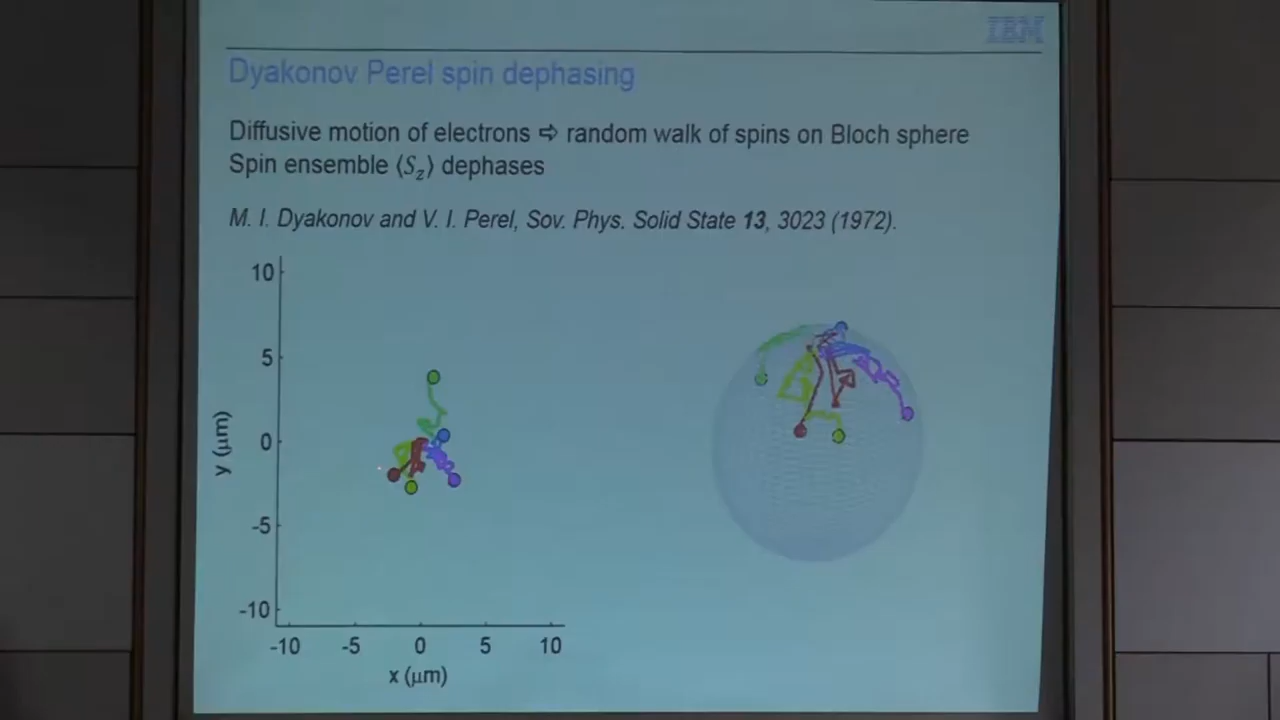 IBM
Dyakonov Perel spin dephasing
Diffusive motion of electrons ⇨ random walk of spins on Bloch sphere
Spin ensemble ⟨S_z⟩ dephases
M. I. Dyakonov and V. I. Perel, Sov. Phys. Solid State 13, 3023 (1972).
10
5
0
-5
-10
y (μm)
-10 -5 0 5 10
x (μm)